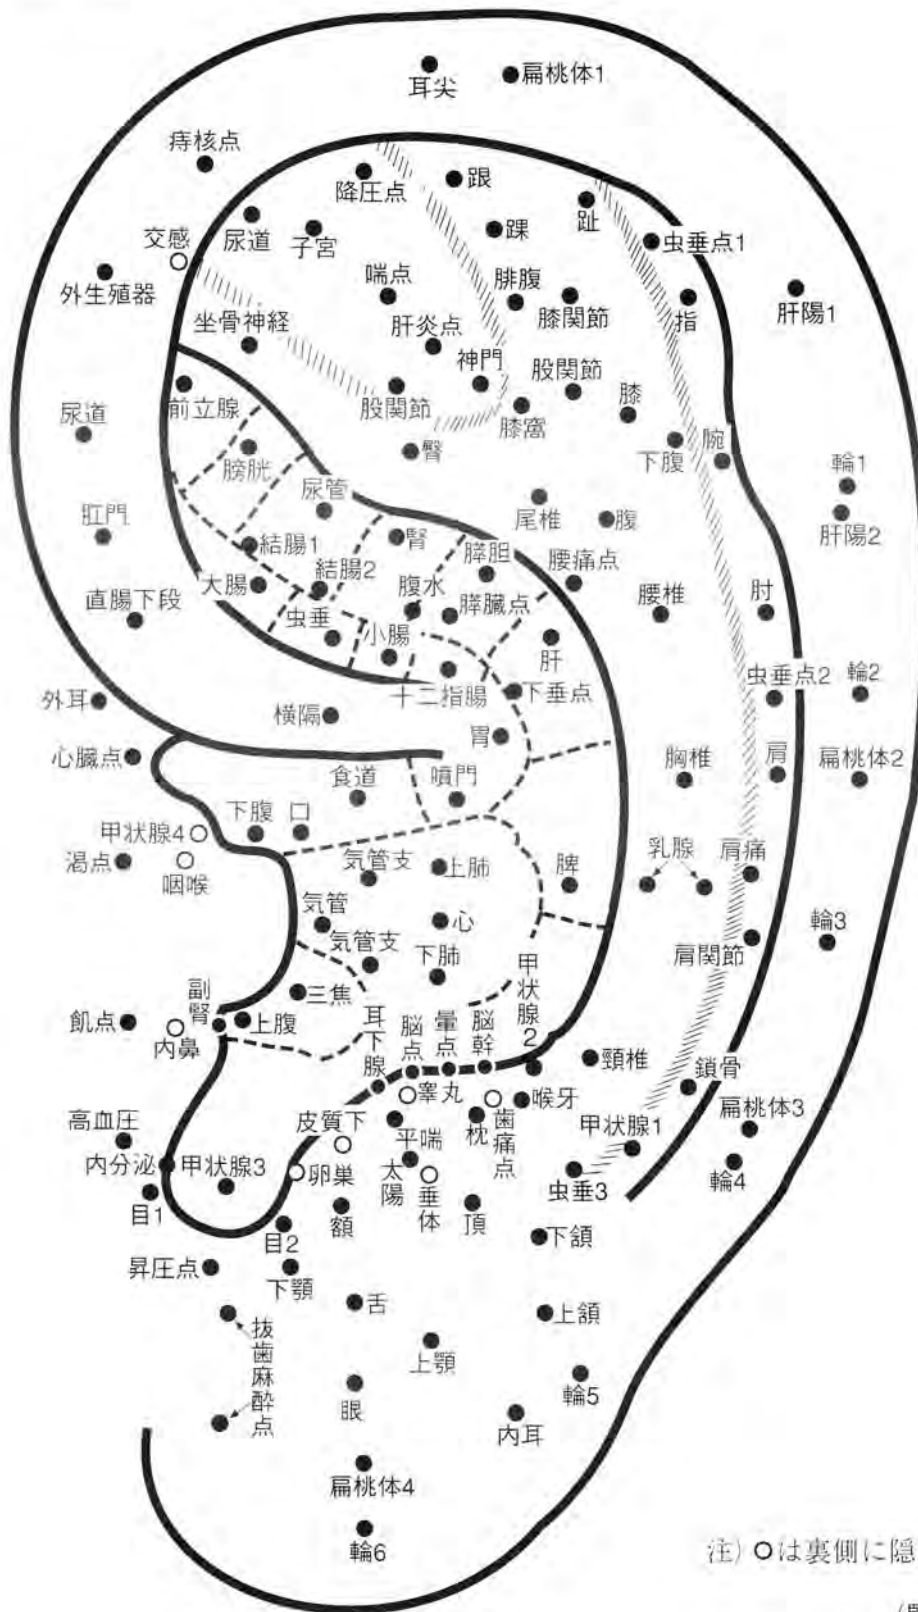 耳尖
扁桃体1
痔核点
降圧点
跟
趾
交感
尿道
子宮
踝
虫垂点1
外生殖器
喘点
腓腹
膝関節
指
肝陽1
坐骨神経
肝炎点
神門
股関節
前立腺
股関節
膝窩
膝
尿道
膀胱
臀
下腹
腕
輪1
尿管
尾椎
腹
肝陽2
肛門
結腸1
腎
膵胆
腰痛点
大腸
結腸2
腹水
膵臓点
腰椎
肘
直腸下段
虫垂
小腸
肝
十二指腸
下垂点
虫垂点2
輪2
外耳
横隔
胃
心臓点
食道
噴門
胸椎
肩
扁桃体2
甲状腺4
下腹
口
渇点
咽喉
気管支
上肺
脾
乳腺
肩痛
気管
心
輪3
気管支
下肺
肩関節
三焦
甲状腺2
飢点
内鼻
副腎
上腹
耳下腺
脳点
暈点
脳幹
頸椎
鎖骨
睾丸
喉牙
高血圧
皮質下
平喘
枕
歯痛点
甲状腺1
扁桃体3
内分泌
甲状腺3
卵巣
太陽
垂体
虫垂3
輪4
目1
目2
額
頂
下頷
昇圧点
下顎
舌
上頷
抜歯麻酔点
上顎
眼
輪5
内耳
扁桃体4
輪6
注) ○は裏側に隠